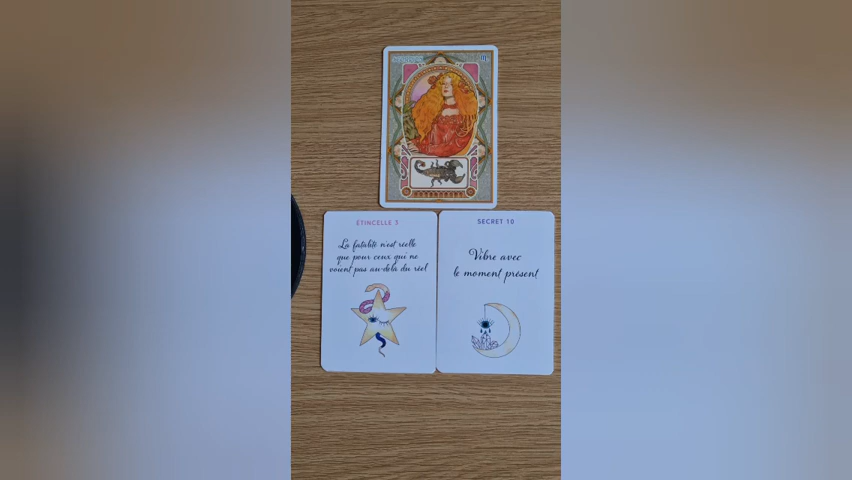 ♏
ÉTINCELLE 3
La fatalité n'est réelle
que pour ceux qui ne
voient pas au-delà du réel
SECRET 10
Vibre avec
le moment présent